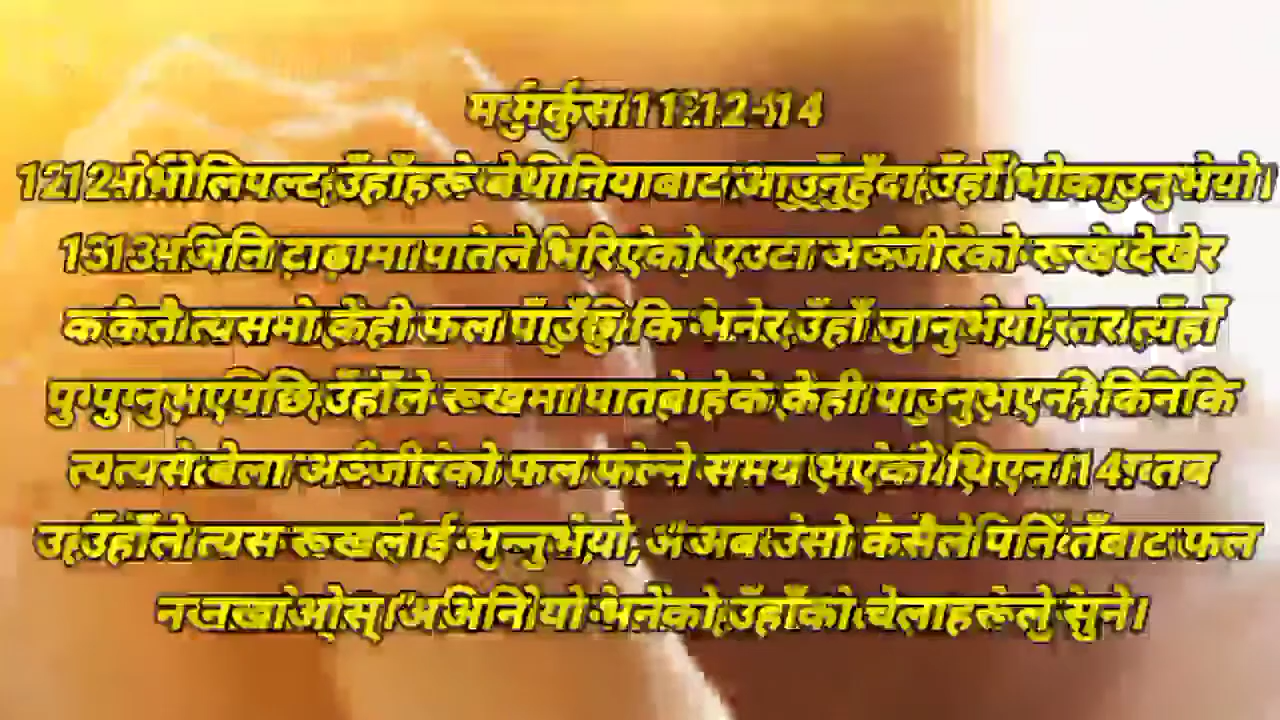 मर्कुस 11:12-14
12 भोलिपल्ट उहाँहरू बेथानियाबाट आउनुहुँदा उहाँ भोकाउनुभयो।
13 अनि टाढामा पातले भरिएको एउटा अञ्जीरको रूख देखेर
कतै त्यसमा केही फल पाउँछु कि भनेर उहाँ जानुभयो, तर त्यहाँ
पुग्नुभएपछि उहाँले रूखमा पातबाहेक केही पाउनुभएन, किनकि
त्यस बेला अञ्जीरको फल फल्ने समय भएको थिएन। 14 तब
उहाँले त्यस रूखलाई भन्नुभयो, “अब उसो कसैले तँबाट फल
नखाओस्।” अनि यो भनेको उहाँका चेलाहरूले सुने।